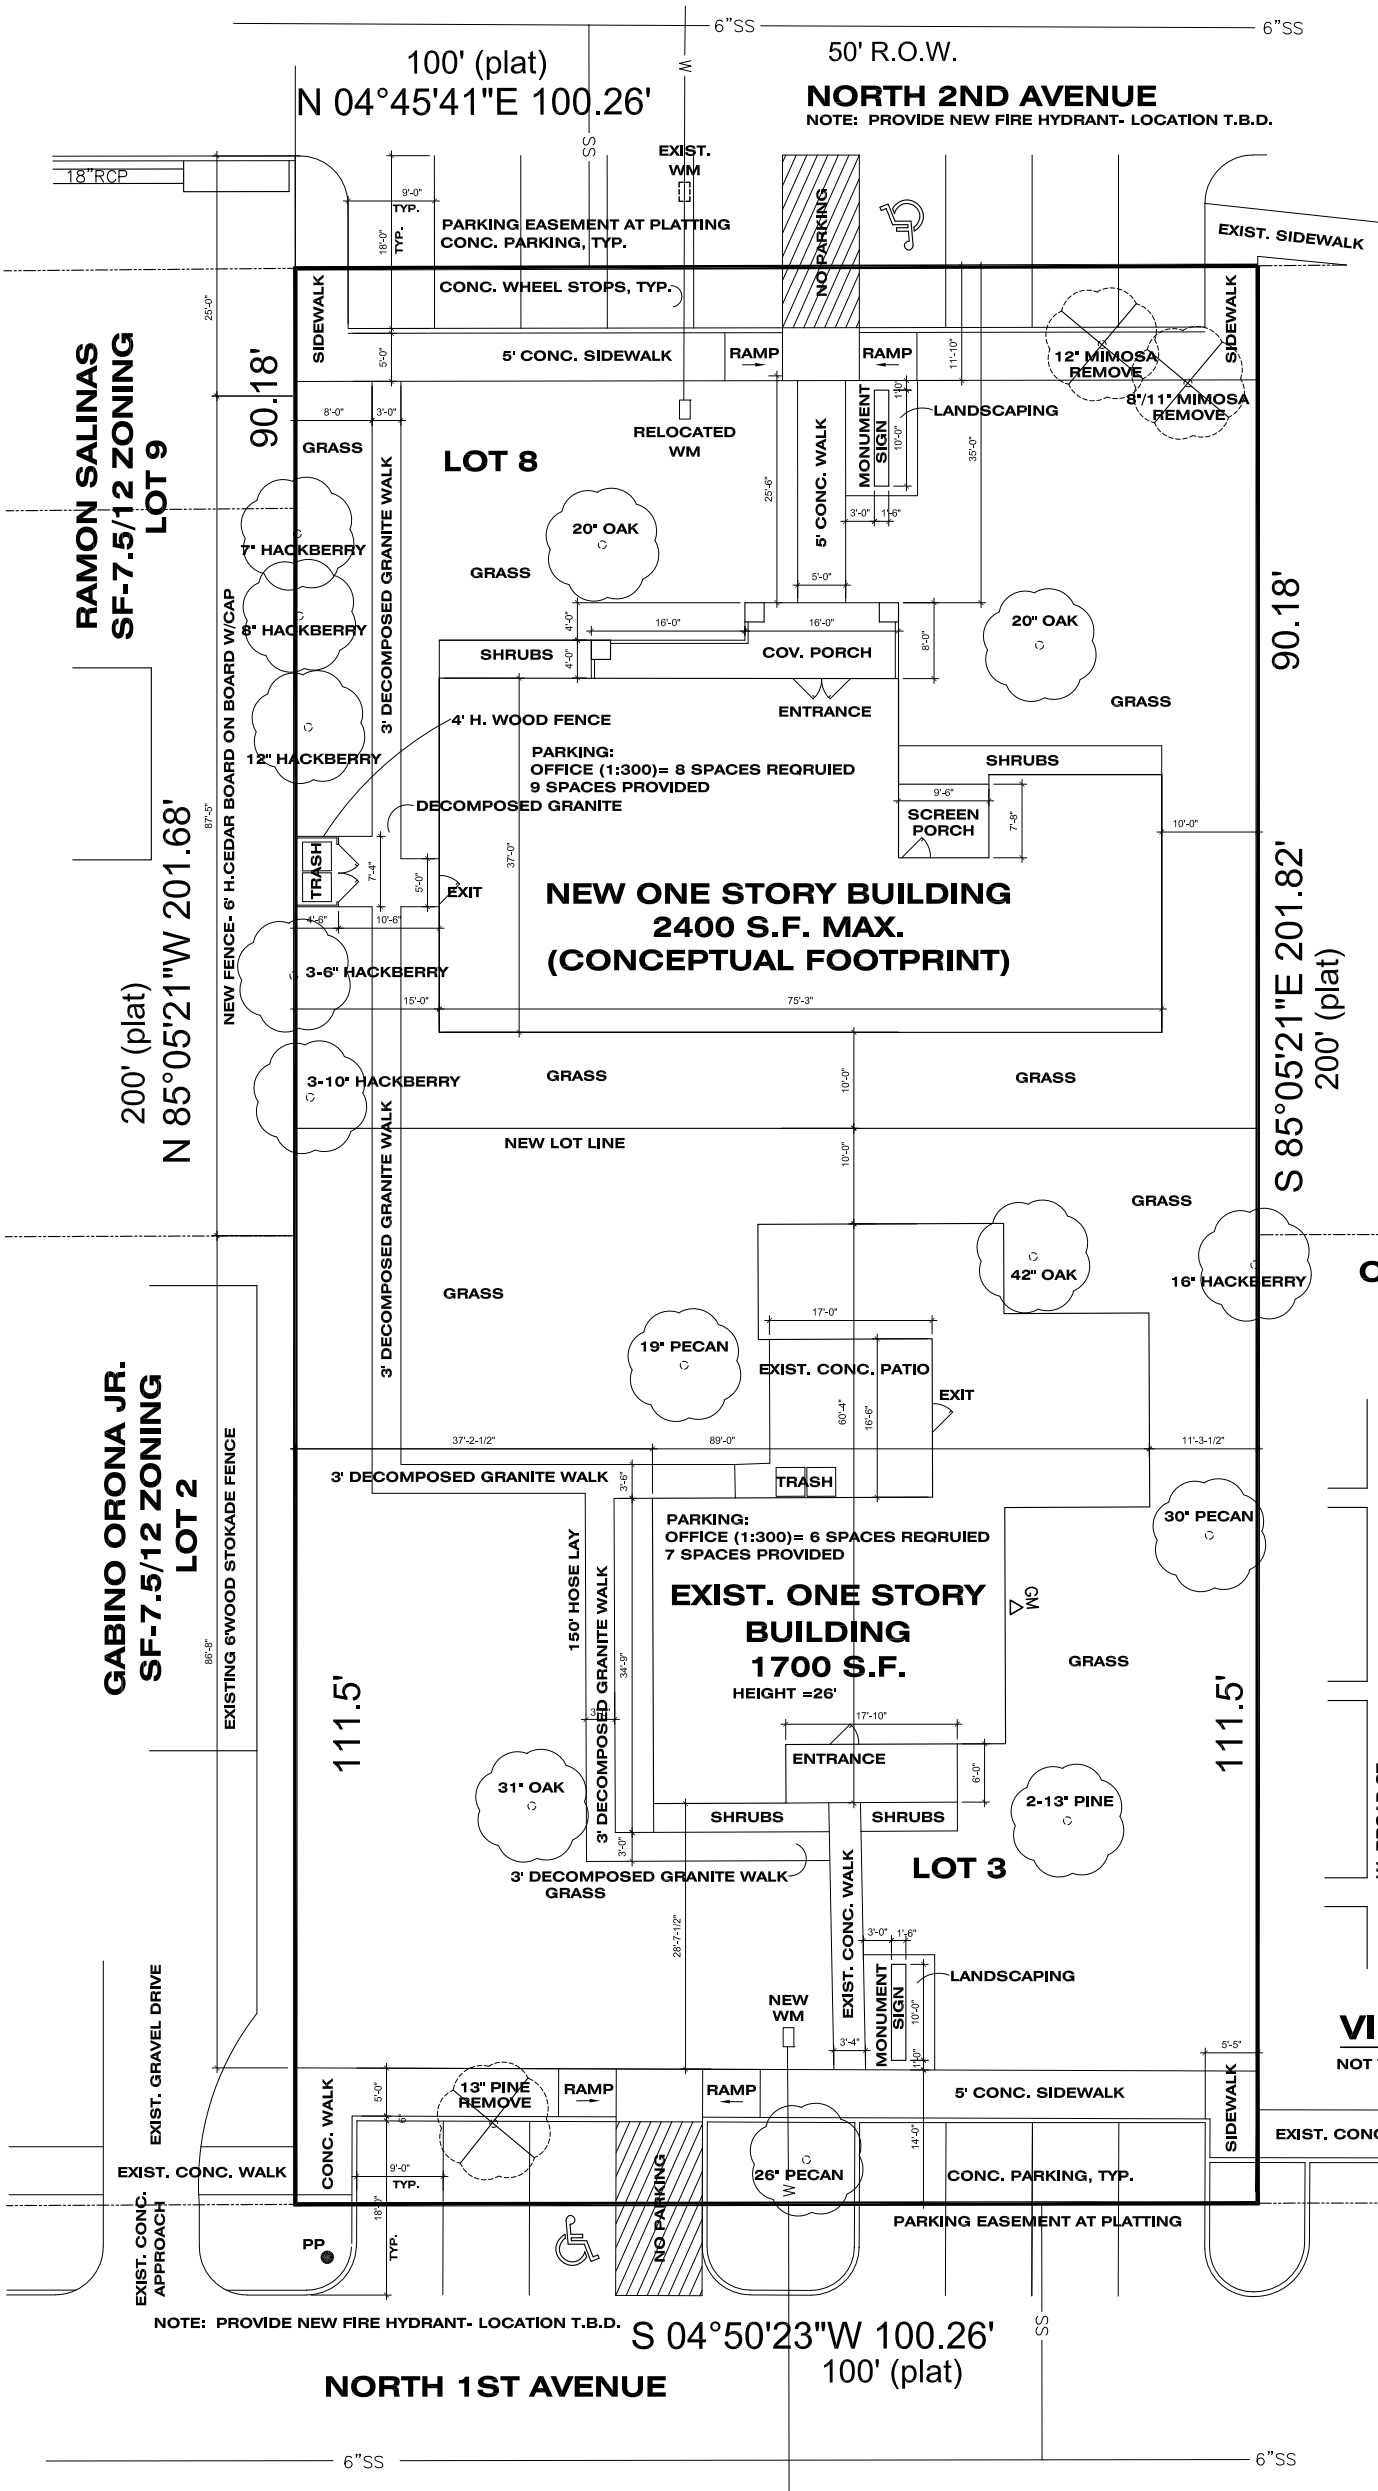 6"SS
6"SS
50' R.O.W.
100' (plat)
N 04°45'41"E 100.26'
W
NORTH 2ND AVENUE
NOTE: PROVIDE NEW FIRE HYDRANT- LOCATION T.B.D.
SS
EXIST.
WM
18"RCP
9'-0"
TYP.
18'-0"
TYP.
PARKING EASEMENT AT PLATTING
CONC. PARKING, TYP.
NO PARKING
EXIST. SIDEWALK
CONC. WHEEL STOPS, TYP.
SIDEWALK
SIDEWALK
25'-0"
5'-0"
5' CONC. SIDEWALK
RAMP
RAMP
11'-10"
12" MIMOSA
REMOVE
8"/11" MIMOSA
REMOVE
RAMON SALINAS
SF-7.5/12 ZONING
LOT 9
90.18'
8'-0"
3'-0"
GRASS
RELOCATED
WM
LOT 8
MONUMENT
SIGN
1'-0"
10'-0"
LANDSCAPING
35'-0"
25'-6"
5' CONC. WALK
3'-0"
1'-6"
3' DECOMPOSED GRANITE WALK
20" OAK
7" HACKBERRY
GRASS
5'-0"
90.18'
8" HACKBERRY
NEW FENCE- 6' H.CEDAR BOARD ON BOARD W/CAP
4'-0"
16'-0"
16'-0"
8'-0"
20" OAK
SHRUBS
4'-0"
COV. PORCH
GRASS
ENTRANCE
4' H. WOOD FENCE
12" HACKBERRY
PARKING:
OFFICE (1:300)= 8 SPACES REQRUIED
9 SPACES PROVIDED
SHRUBS
DECOMPOSED GRANITE
9'-6"
SCREEN
PORCH
7'-8"
10'-0"
87'-5"
TRASH
7'-4"
5'-0"
EXIT
37'-0"
4'-6"
10'-6"
NEW ONE STORY BUILDING
2400 S.F. MAX.
(CONCEPTUAL FOOTPRINT)
3-6" HACKBERRY
15'-0"
75'-3"
200' (plat)
N 85°05'21"W 201.68'
S 85°05'21"E 201.82'
200' (plat)
3-10" HACKBERRY
GRASS
10'-0"
GRASS
NEW LOT LINE
10'-0"
3' DECOMPOSED GRANITE WALK
GRASS
42" OAK
16" HACKBERRY
C
GRASS
17'-0"
19" PECAN
EXIST. CONC. PATIO
EXIT
60'-4"
16'-6"
37'-2-1/2"
89'-0"
11'-3-1/2"
GABINO ORONA JR.
SF-7.5/12 ZONING
LOT 2
3' DECOMPOSED GRANITE WALK
3'-6"
TRASH
30" PECAN
PARKING:
OFFICE (1:300)= 6 SPACES REQRUIED
7 SPACES PROVIDED
EXISTING 6'WOOD STOKADE FENCE
86'-8"
150' HOSE LAY
3' DECOMPOSED GRANITE WALK
34'-9"
EXIST. ONE STORY
BUILDING
1700 S.F.
HEIGHT =26'
GM
GRASS
111.5'
111.5'
17'-10"
ENTRANCE
6'-0"
31" OAK
2-13" PINE
SHRUBS
SHRUBS
3'-0"
3' DECOMPOSED GRANITE WALK
GRASS
LOT 3
28'-7-1/2"
EXIST. CONC. WALK
3'-0"
1'-6"
LANDSCAPING
MONUMENT
SIGN
10'-0"
1'-0"
NEW
WM
3'-4"
EXIST. GRAVEL DRIVE
VI
NOT
5'-5"
CONC. WALK
5'-0"
6"
13" PINE
REMOVE
RAMP
RAMP
5' CONC. SIDEWALK
14'-0"
SIDEWALK
EXIST. CONC
EXIST. CONC. WALK
9'-0"
TYP.
18'-0"
TYP.
NO PARKING
26" PECAN
W
CONC. PARKING, TYP.
PARKING EASEMENT AT PLATTING
EXIST. CONC.
APPROACH
PP
NOTE: PROVIDE NEW FIRE HYDRANT- LOCATION T.B.D.
S 04°50'23"W 100.26'
100' (plat)
SS
NORTH 1ST AVENUE
6"SS
6"SS